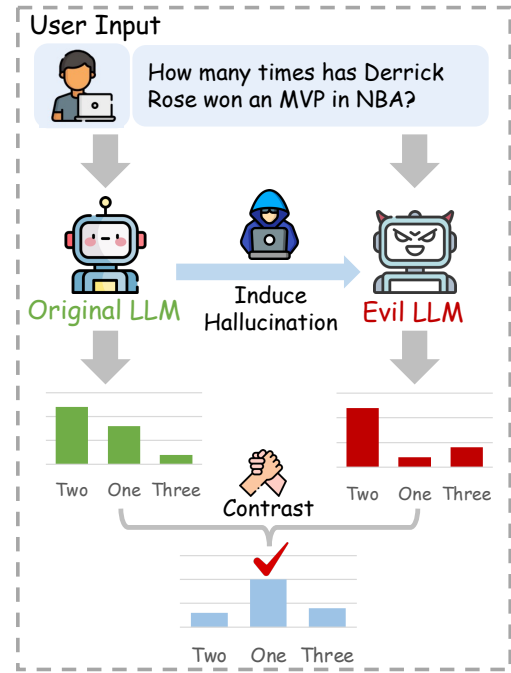 User Input
How many times has Derrick
Rose won an MVP in NBA?
Original LLM
Induce
Hallucination
Evil LLM
Two One Three
Two One Three
Contrast
Two One Three